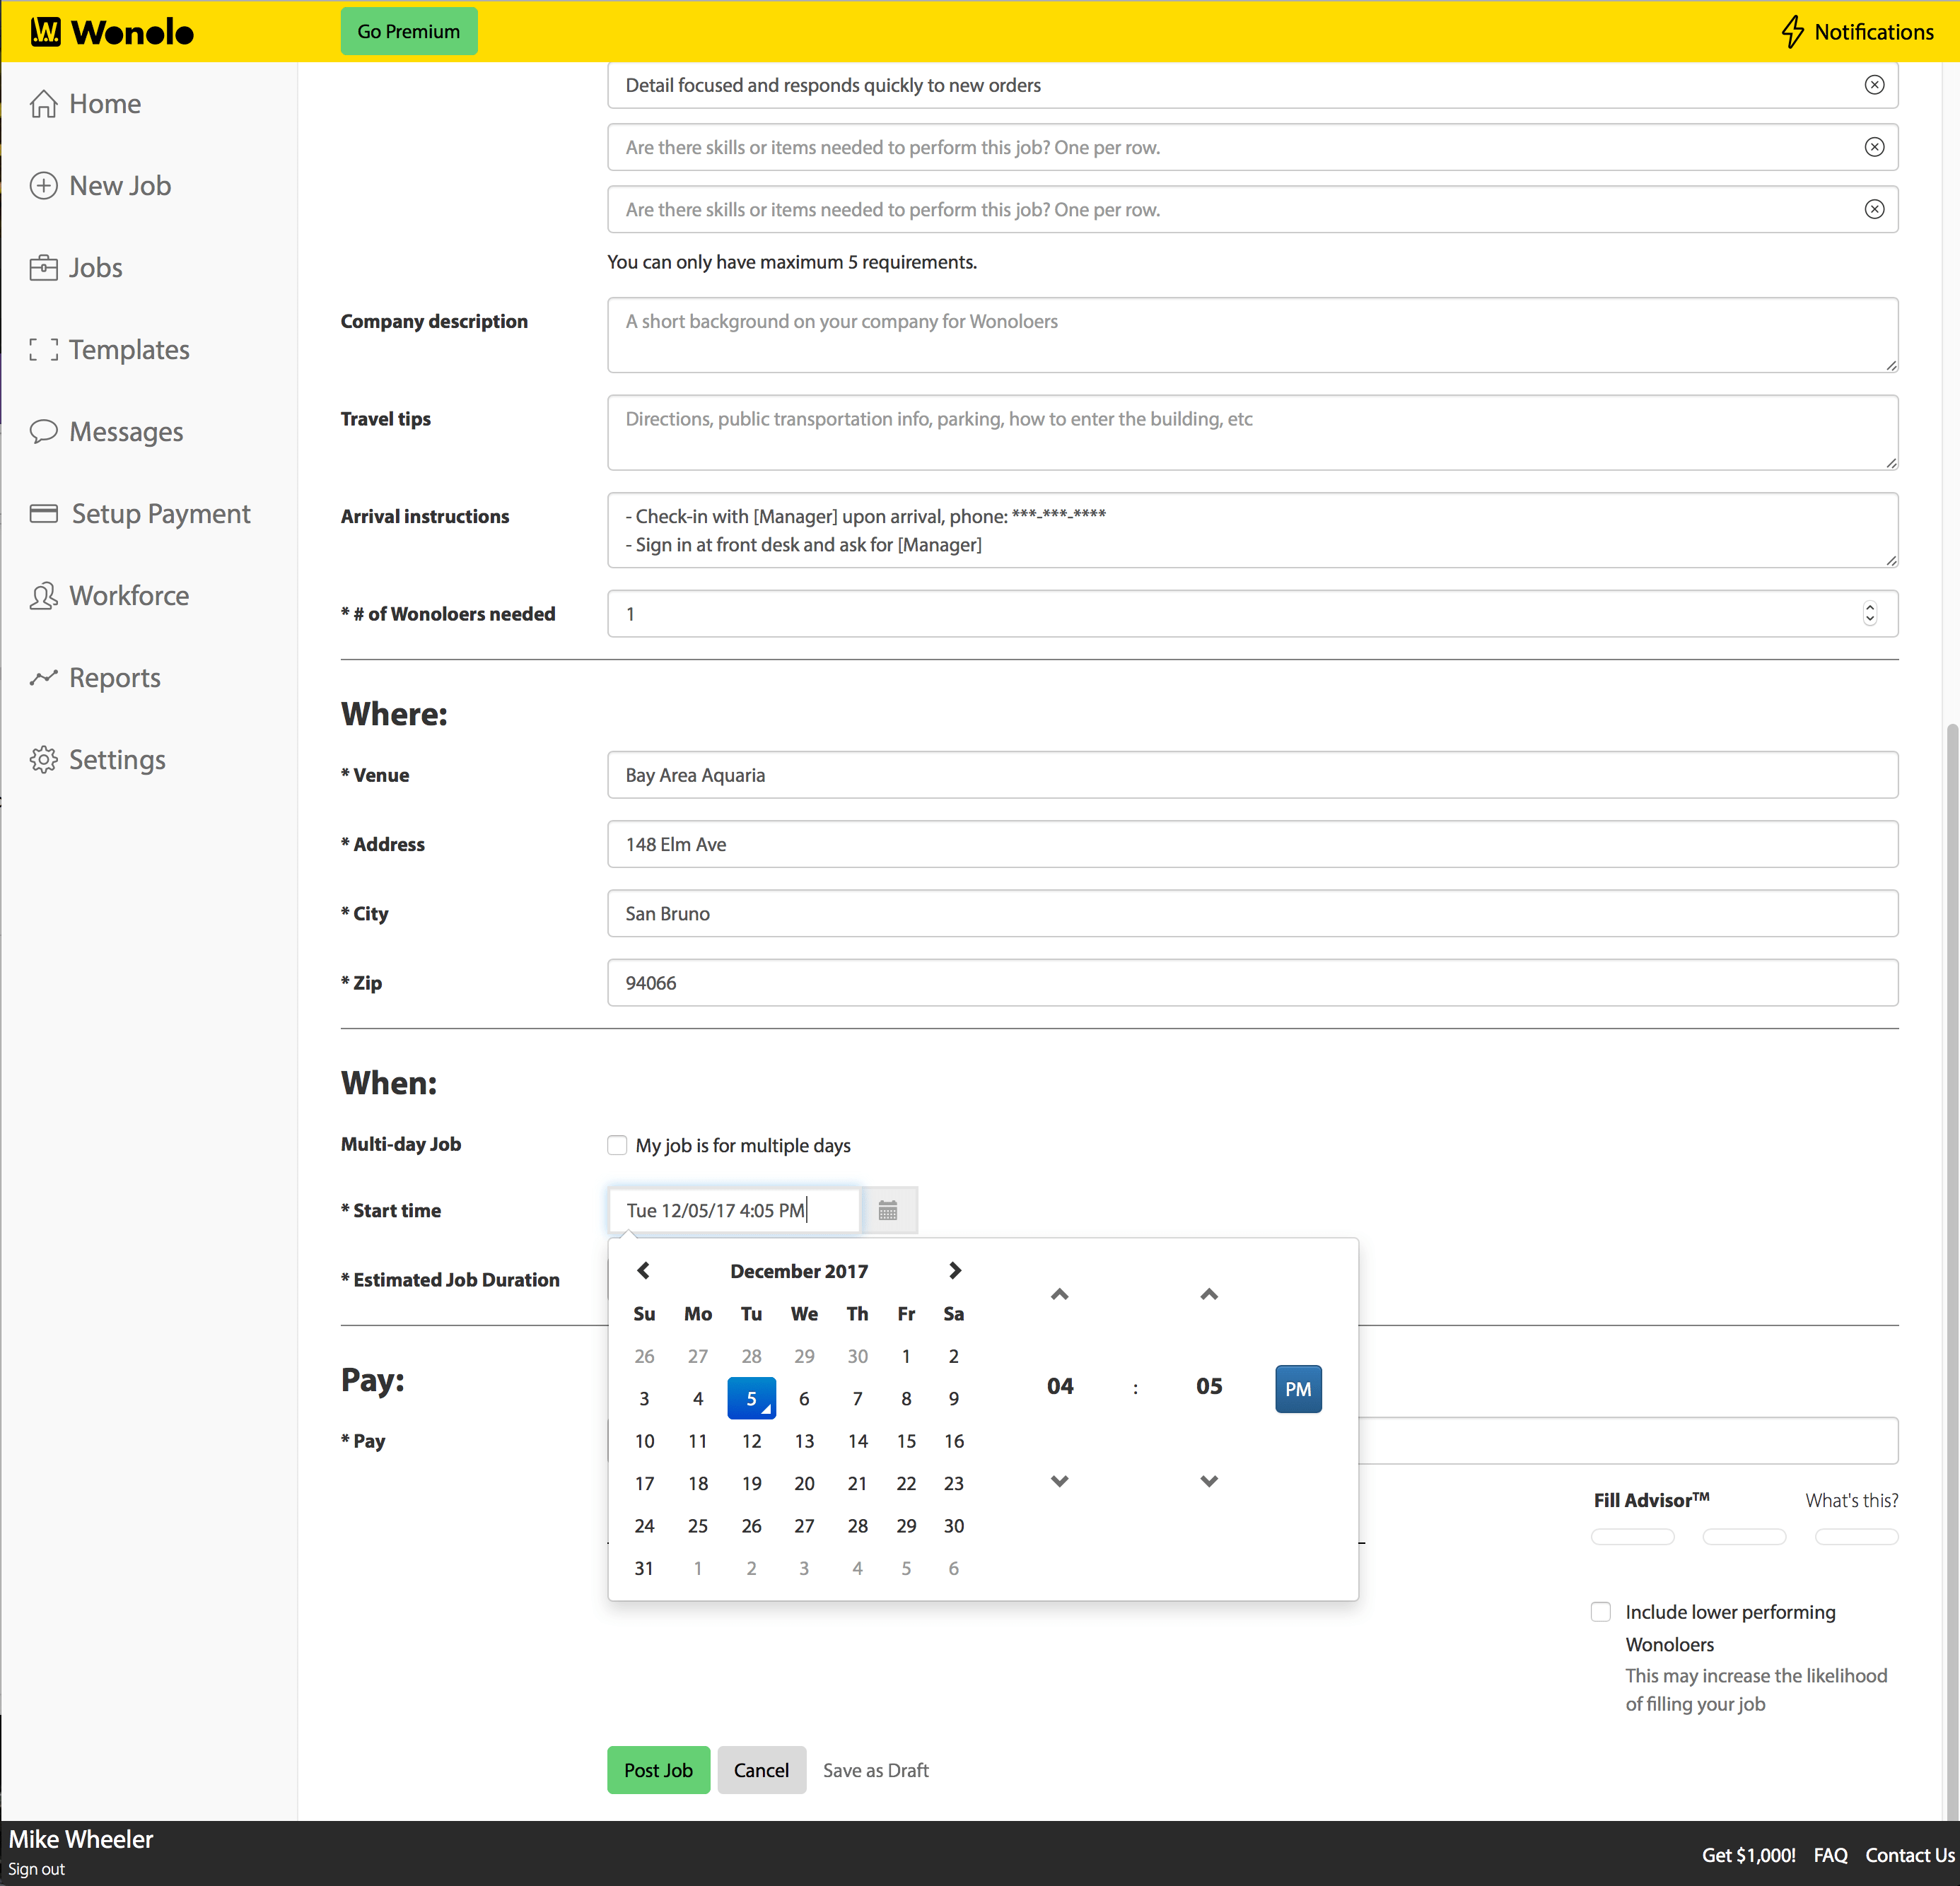 Wonolo
Go Premium
Notifications
Home
New Job
Jobs
Templates
Messages
Setup Payment
Workforce
Reports
Settings
Detail focused and responds quickly to new orders
Are there skills or items needed to perform this job? One per row.
Are there skills or items needed to perform this job? One per row.
You can only have maximum 5 requirements.
Company description
A short background on your company for Wonoloers
Travel tips
Directions, public transportation info, parking, how to enter the building, etc
Arrival instructions
- Check-in with [Manager] upon arrival, phone: ***-***-****
- Sign in at front desk and ask for [Manager]
* # of Wonoloers needed
1
Where:
* Venue
Bay Area Aquaria
* Address
148 Elm Ave
* City
San Bruno
* Zip
94066
When:
Multi-day Job
My job is for multiple days
* Start time
Tue 12/05/17 4:05 PM
* Estimated Job Duration
December 2017
Su Mo Tu We Th Fr Sa
26 27 28 29 30 1 2
3 4 5 6 7 8 9
10 11 12 13 14 15 16
17 18 19 20 21 22 23
24 25 26 27 28 29 30
31 1 2 3 4 5 6
04 : 05 PM
Pay:
* Pay
Fill Advisor™ What's this?
Include lower performing
Wonoloers
This may increase the likelihood
of filling your job
Post Job
Cancel
Save as Draft
Mike Wheeler
Sign out
Get $1,000! FAQ Contact Us